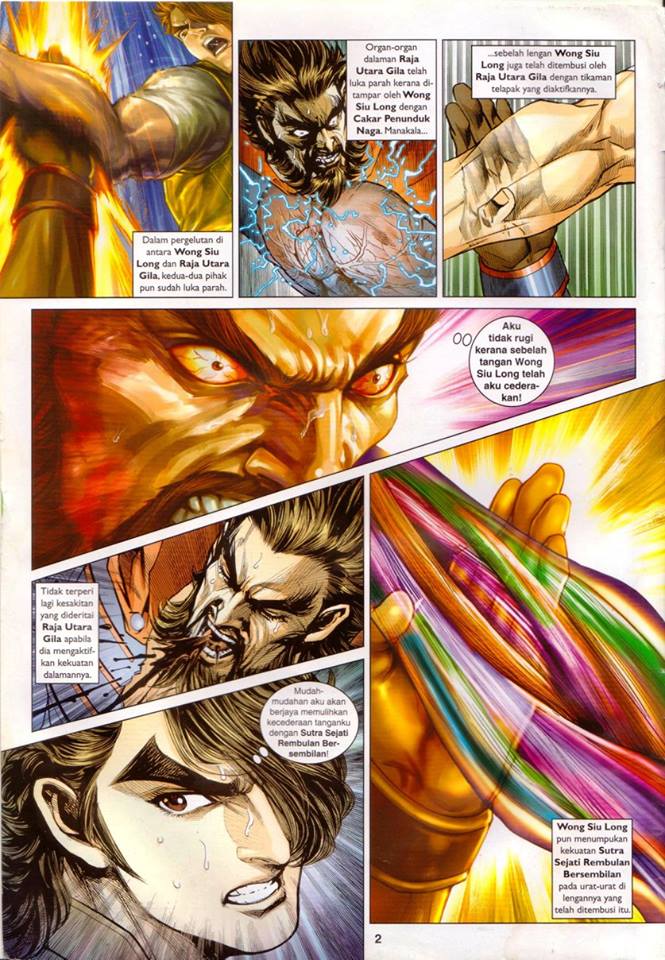 Dalam pergelutan di
antara Wong Siu
Long dan Raja Utara
Gila, kedua-dua pihak
pun sudah luka parah.
Organ-organ
dalaman Raja
Utara Gila telah
luka parah kerana di-
tampar oleh Wong
Siu Long dengan
Cakar Penunduk
Naga. Manakala...
...sebelah lengan Wong Siu
Long juga telah ditembusi oleh
Raja Utara Gila dengan tikaman
telapak yang diaktifkannya.
Aku
tidak rugi
kerana sebelah
tangan Wong
Siu Long telah
aku cedera-
kan!
Tidak terperi
lagi kesakitan
yang dideritai
Raja Utara
Gila apabila
dia mengaktif-
kan kekuatan
dalamannya.
Mudah-
mudahan aku akan
berjaya memulihkan
kecederaan tanganku
dengan Sutra Sejati
Rembulan Ber-
sembilan!
Wong Siu Long
pun menumpukan
kekuatan Sutra
Sejati Rembulan
Bersembilan
pada urat-urat di
lengannya yang
telah ditembusi itu.
2